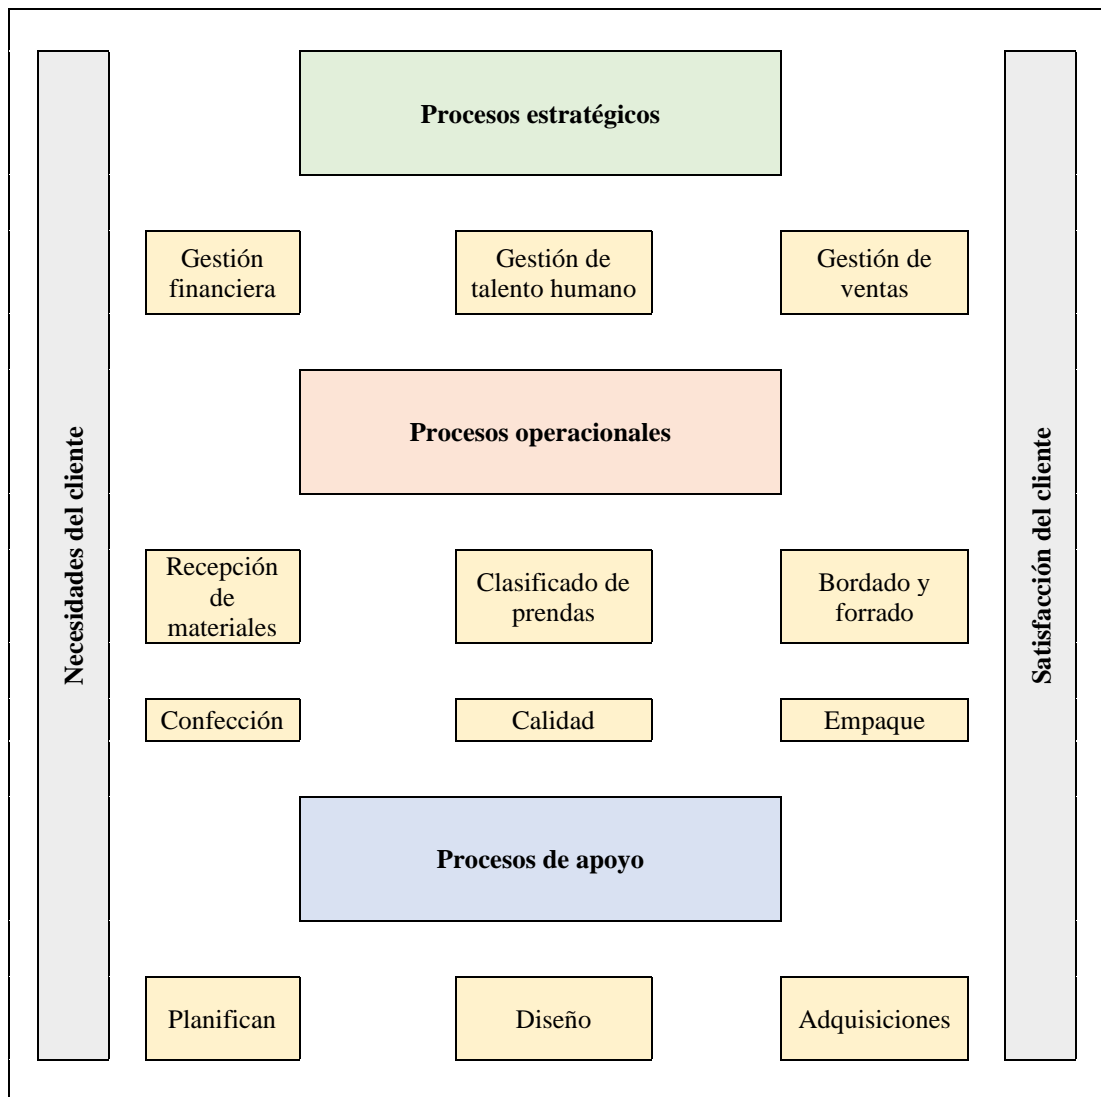 Procesos estratégicos
Gestión
financiera
Gestión de
talento humano
Gestión de
ventas
Procesos operacionales
Necesidades del cliente
Satisfacción del cliente
Recepción
de
materiales
Clasificado de
prendas
Bordado y
forrado
Confección
Calidad
Empaque
Procesos de apoyo
Planifican
Diseño
Adquisiciones